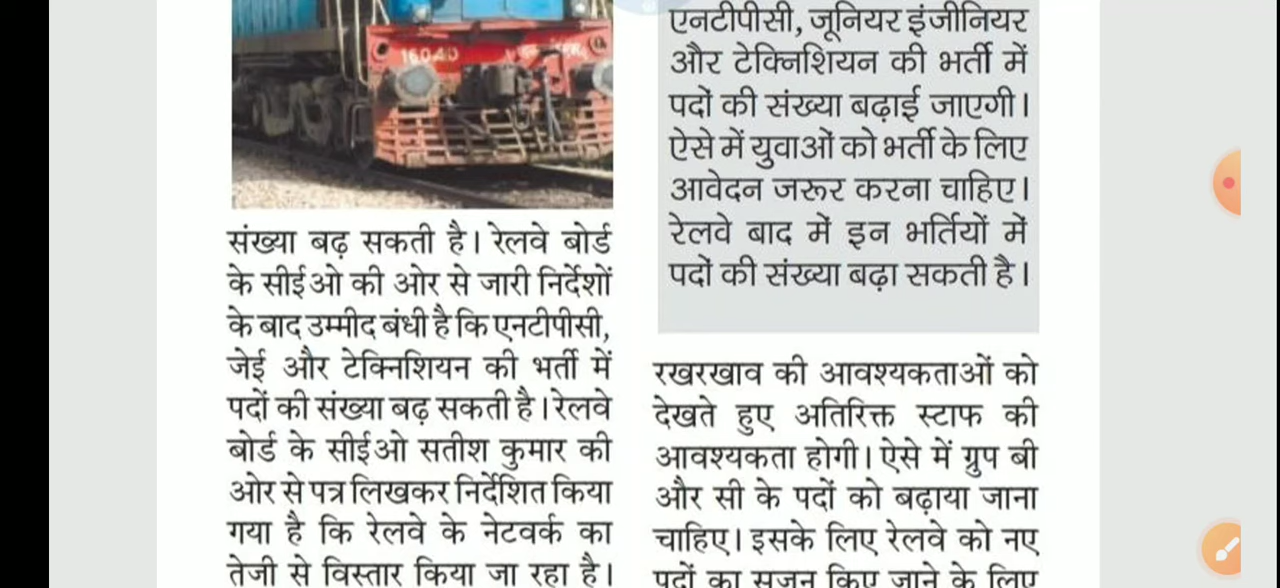 16040
संख्या बढ़ सकती है। रेलवे बोर्ड
के सीईओ की ओर से जारी निर्देशों
के बाद उम्मीद बंधी है कि एनटीपीसी,
जेई और टेक्निशियन की भर्ती में
पदों की संख्या बढ़ सकती है। रेलवे
बोर्ड के सीईओ सतीश कुमार की
ओर से पत्र लिखकर निर्देशित किया
गया है कि रेलवे के नेटवर्क का
तेजी से विस्तार किया जा रहा है।
एनटीपीसी, जूनियर इंजीनियर
और टेक्निशियन की भर्ती में
पदों की संख्या बढ़ाई जाएगी।
ऐसे में युवाओं को भर्ती के लिए
आवेदन जरूर करना चाहिए।
रेलवे बाद में इन भर्तियों में
पदों की संख्या बढ़ा सकती है।
रखरखाव की आवश्यकताओं को
देखते हुए अतिरिक्त स्टाफ की
आवश्यकता होगी। ऐसे में ग्रुप बी
और सी के पदों को बढ़ाया जाना
चाहिए। इसके लिए रेलवे को नए
पदों का सृजन किए जाने के लिए